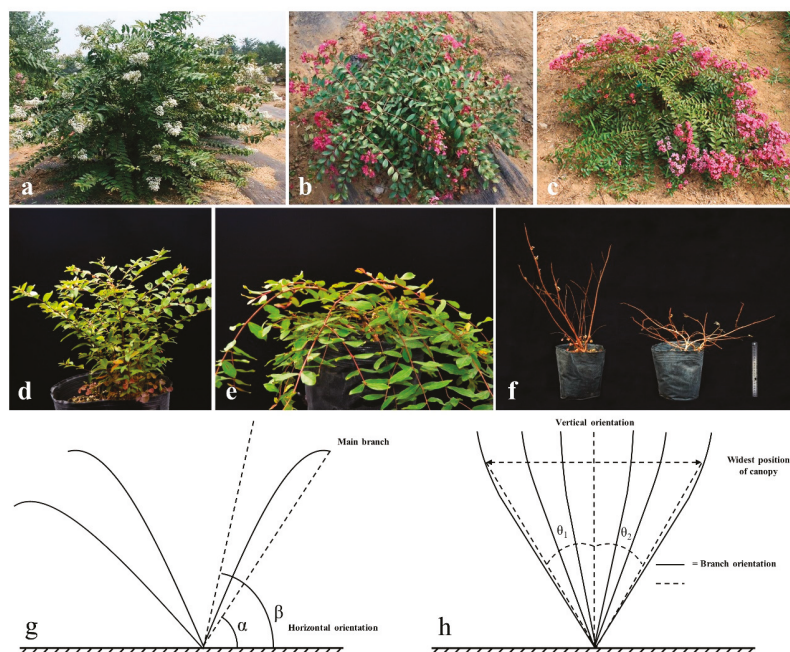 a
b
c
d
e
f
Vertical orientation
Main branch
Widest position
of canopy
θ1
θ2
= Branch orientation
β
α
Horizontal orientation
g
h